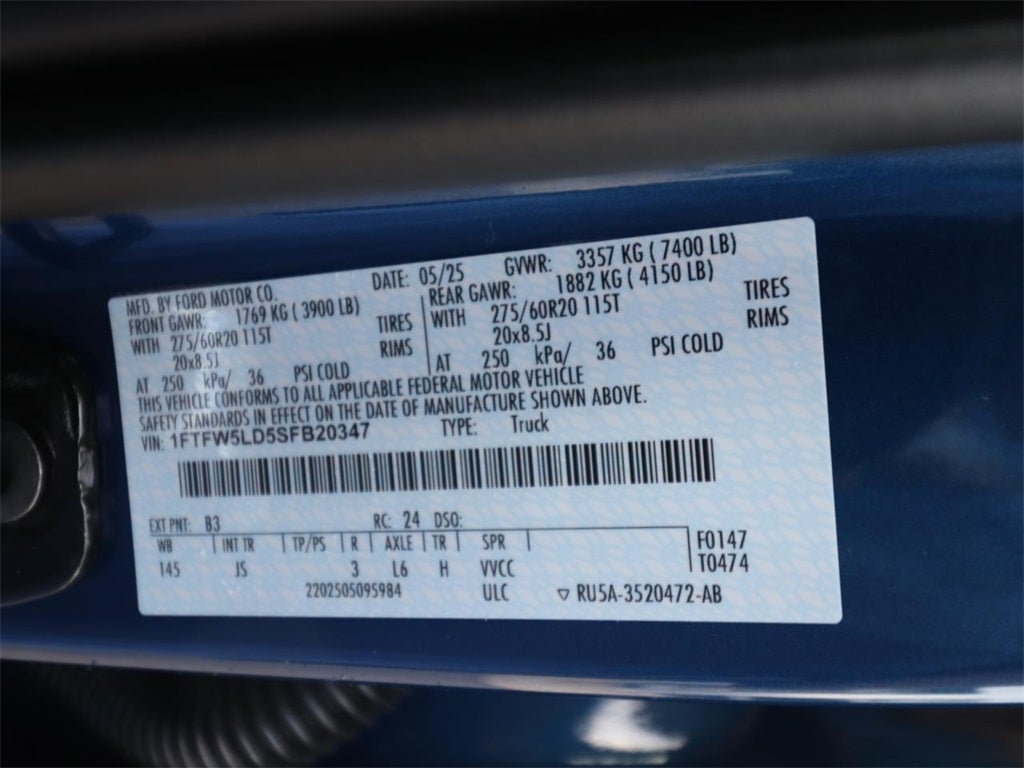 MFD. BY FORD MOTOR CO. DATE: 05/25 GVWR: 3357 KG ( 7400 LB)
FRONT GAWR: 1769 KG ( 3900 LB) REAR GAWR: 1882 KG ( 4150 LB)
WITH 275/60R20 115T TIRES WITH 275/60R20 115T TIRES
20x8.5J RIMS 20x8.5J RIMS
AT 250 kPa/ 36 PSI COLD AT 250 kPa/ 36 PSI COLD
THIS VEHICLE CONFORMS TO ALL APPLICABLE FEDERAL MOTOR VEHICLE
SAFETY STANDARDS IN EFFECT ON THE DATE OF MANUFACTURE SHOWN ABOVE.
VIN: 1FTFW5LD5SFB20347 TYPE: Truck
EXT PNT: B3 RC: 24 DSO:
WB INT TR TP/PS R AXLE TR SPR F0147
145 JS 3 L6 H VVCC T0474
2202505095984 ULC ▽ RU5A-3520472-AB